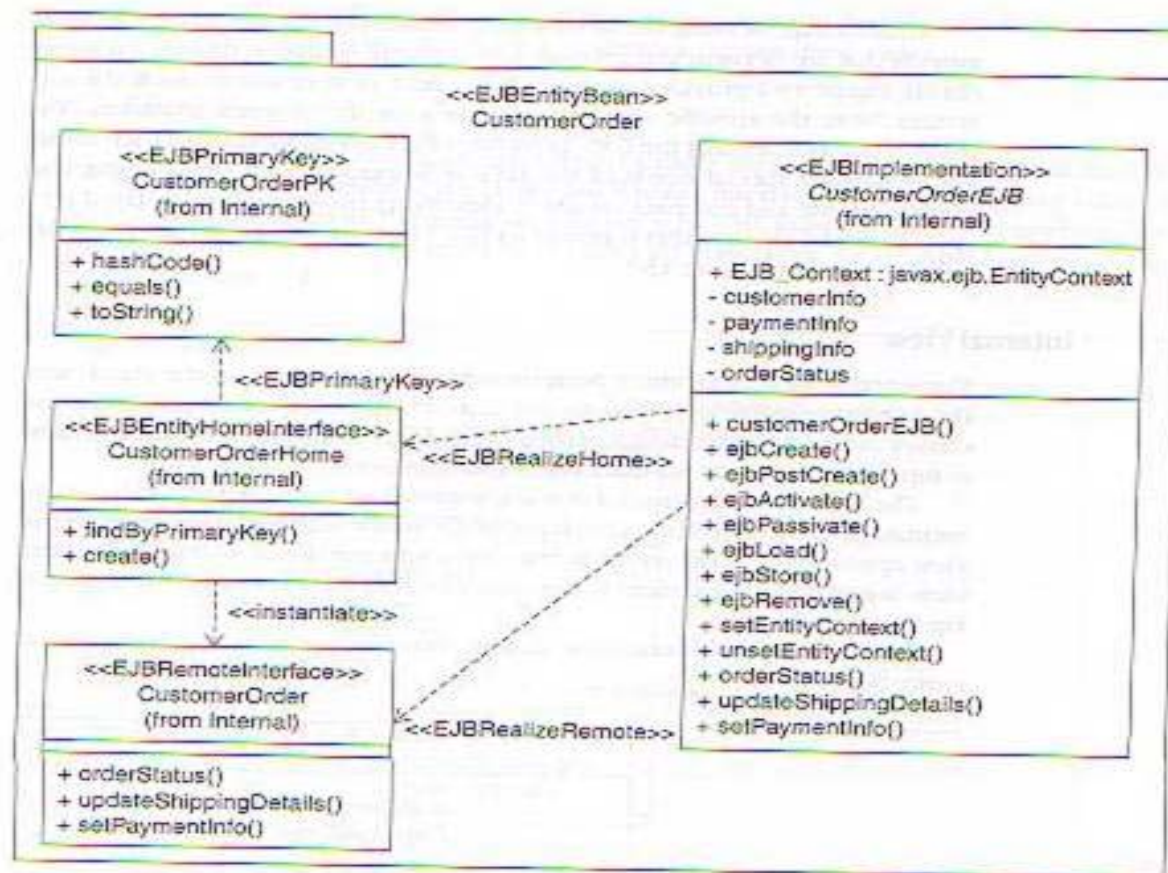 <<EJBEntityBean>>
CustomerOrder
<<EJBPrimaryKey>>
CustomerOrderPK
(from Internal)
+ hashCode()
+ equals()
+ toString()
<<EJBPrimaryKey>>
<<EJBEntityHomeInterface>>
CustomerOrderHome
(from Internal)
+ findByPrimaryKey()
+ create()
<<EJBRealizeHome>>
<<instantiate>>
<<EJBRemoteInterface>>
CustomerOrder
(from Internal)
+ orderStatus()
+ updateShippingDetails()
+ setPaymentInfo()
<<EJBRealizeRemote>>
<<EJBImplementation>>
CustomerOrderEJB
(from Internal)
+ EJB_Context : javax.ejb.EntityContext
- customerInfo
- paymentInfo
- shippingInfo
- orderStatus
+ customerOrderEJB()
+ ejbCreate()
+ ejbPostCreate()
+ ejbActivate()
+ ejbPassivate()
+ ejbLoad()
+ ejbStore()
+ ejbRemove()
+ setEntityContext()
+ unsetEntityContext()
+ orderStatus()
+ updateShippingDetails()
+ setPaymentInfo()